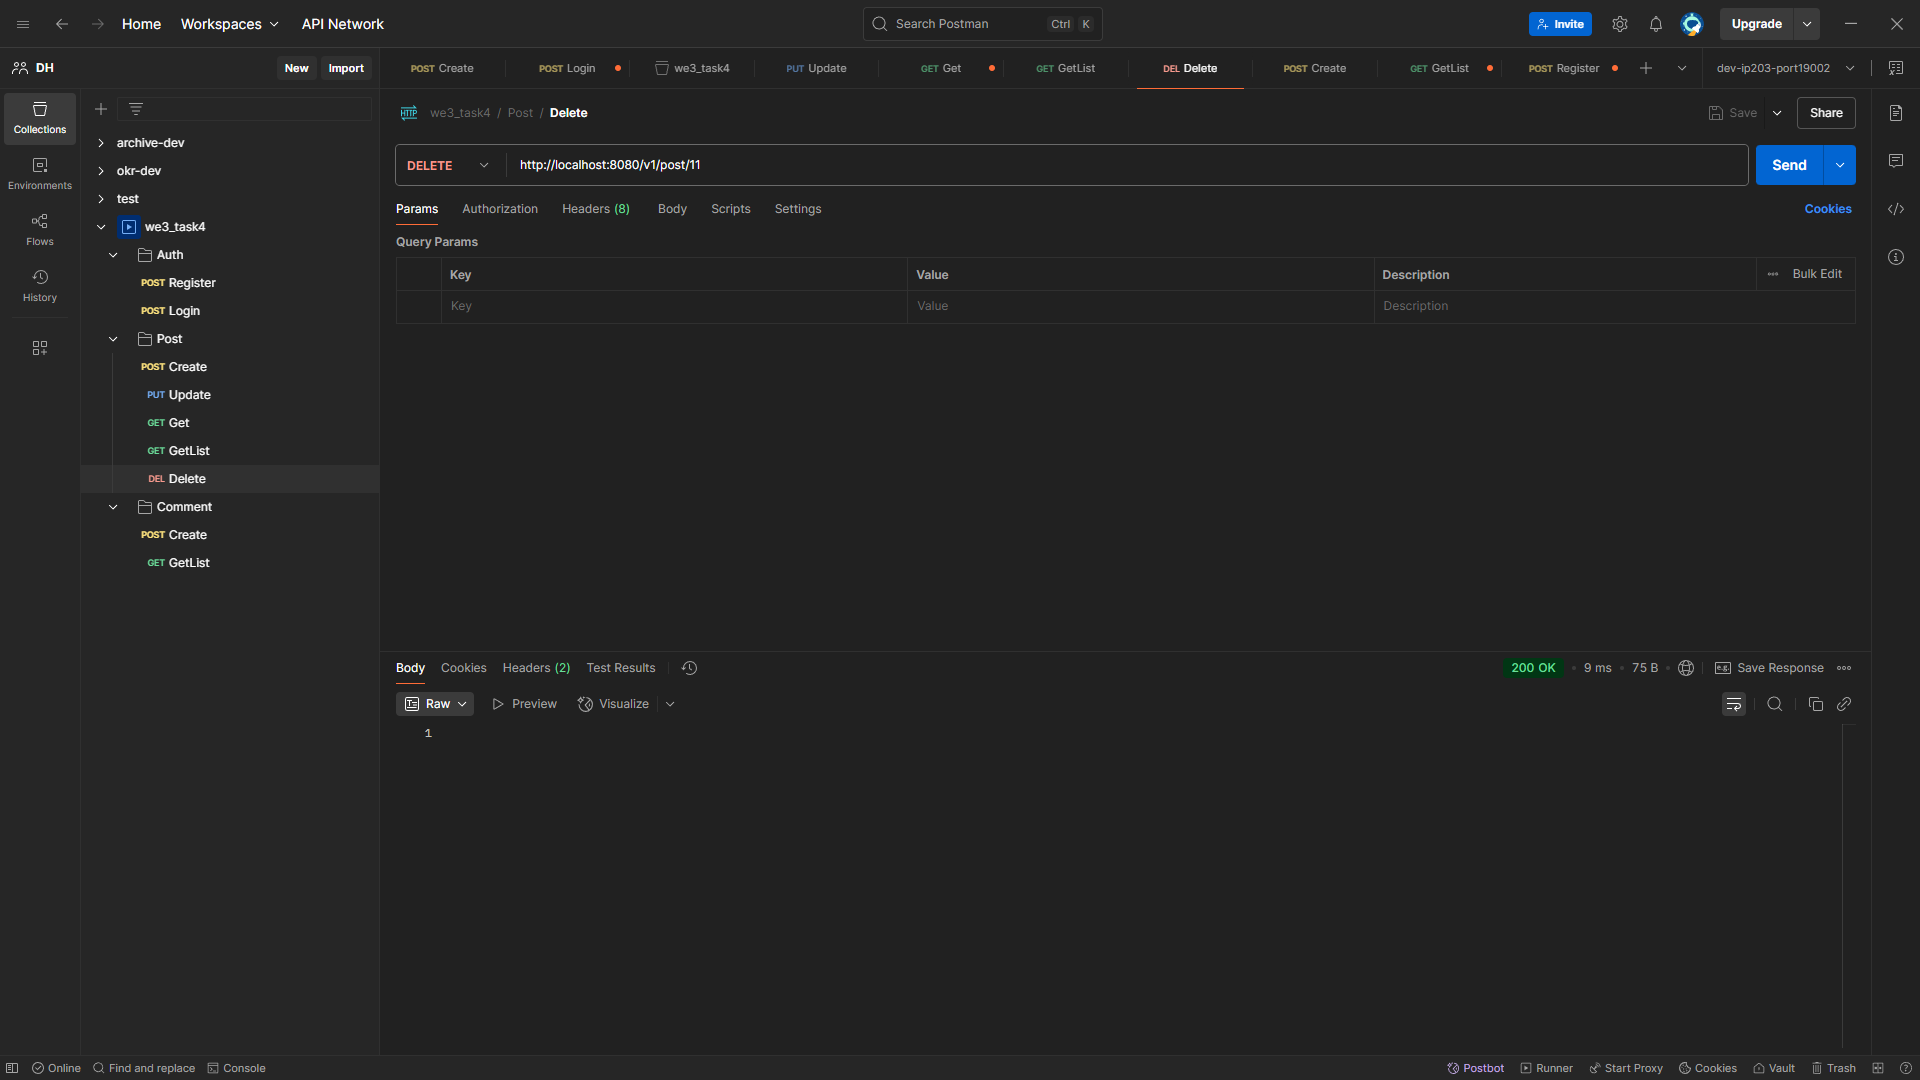 Home Workspaces API Network Search Postman Ctrl K Invite Upgrade
DH New Import
POST Create POST Login we3_task4 PUT Update GET Get GET GetList DEL Delete POST Create GET GetList POST Register dev-ip203-port19002
Collections
Environments
Flows
History
archive-dev
okr-dev
test
we3_task4
Auth
POST Register
POST Login
Post
POST Create
PUT Update
GET Get
GET GetList
DEL Delete
Comment
POST Create
GET GetList
HTTP we3_task4 / Post / Delete Save Share
DELETE http://localhost:8080/v1/post/11 Send
Params Authorization Headers (8) Body Scripts Settings Cookies
Query Params
Key Value Description Bulk Edit
Key Value Description
Body Cookies Headers (2) Test Results 200 OK 9 ms 75 B e.g. Save Response
Raw Preview Visualize
1
Online Find and replace Console Postbot Runner Start Proxy Cookies Vault Trash